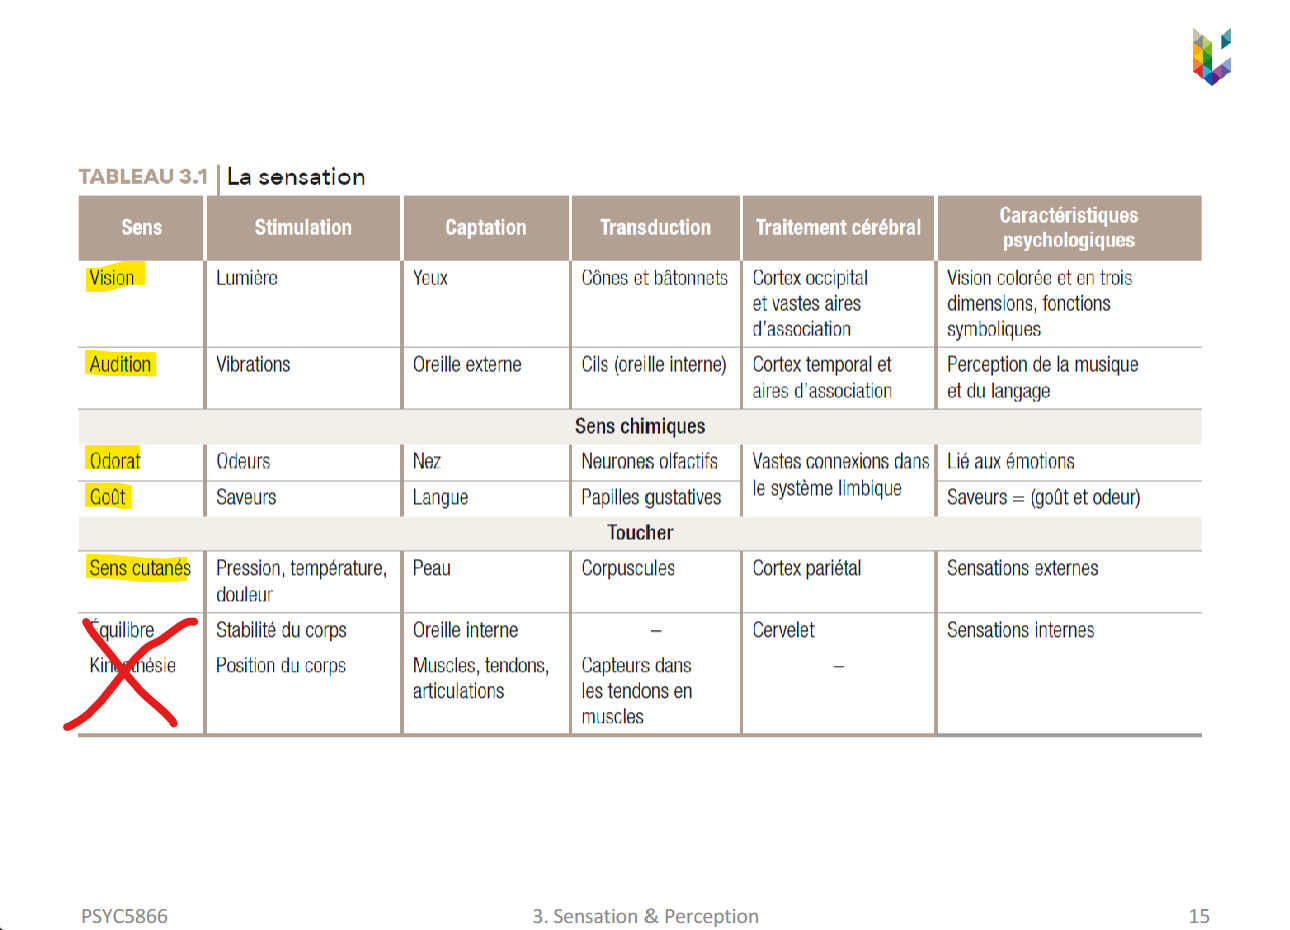 TABLEAU 3.1 | La sensation
Sens Stimulation Captation Transduction Traitement cérébral Caractéristiques
psychologiques
Vision Lumière Yeux Cônes et bâtonnets Cortex occipital Vision colorée et en trois
et vastes aires dimensions, fonctions
d'association symboliques
Audition Vibrations Oreille externe Cils (oreille interne) Cortex temporal et Perception de la musique
aires d'association et du langage
Sens chimiques
Odorat Odeurs Nez Neurones olfactifs Vastes connexions dans Lié aux émotions
le système limbique
Goût Saveurs Langue Papilles gustatives Saveurs = (goût et odeur)
Toucher
Sens cutanés Pression, température, Peau Corpuscules Cortex pariétal Sensations externes
douleur
Équilibre Stabilité du corps Oreille interne – Cervelet Sensations internes
Kinesthésie Position du corps Muscles, tendons, Capteurs dans –
articulations les tendons en
muscles
PSYC5866 3. Sensation & Perception 15